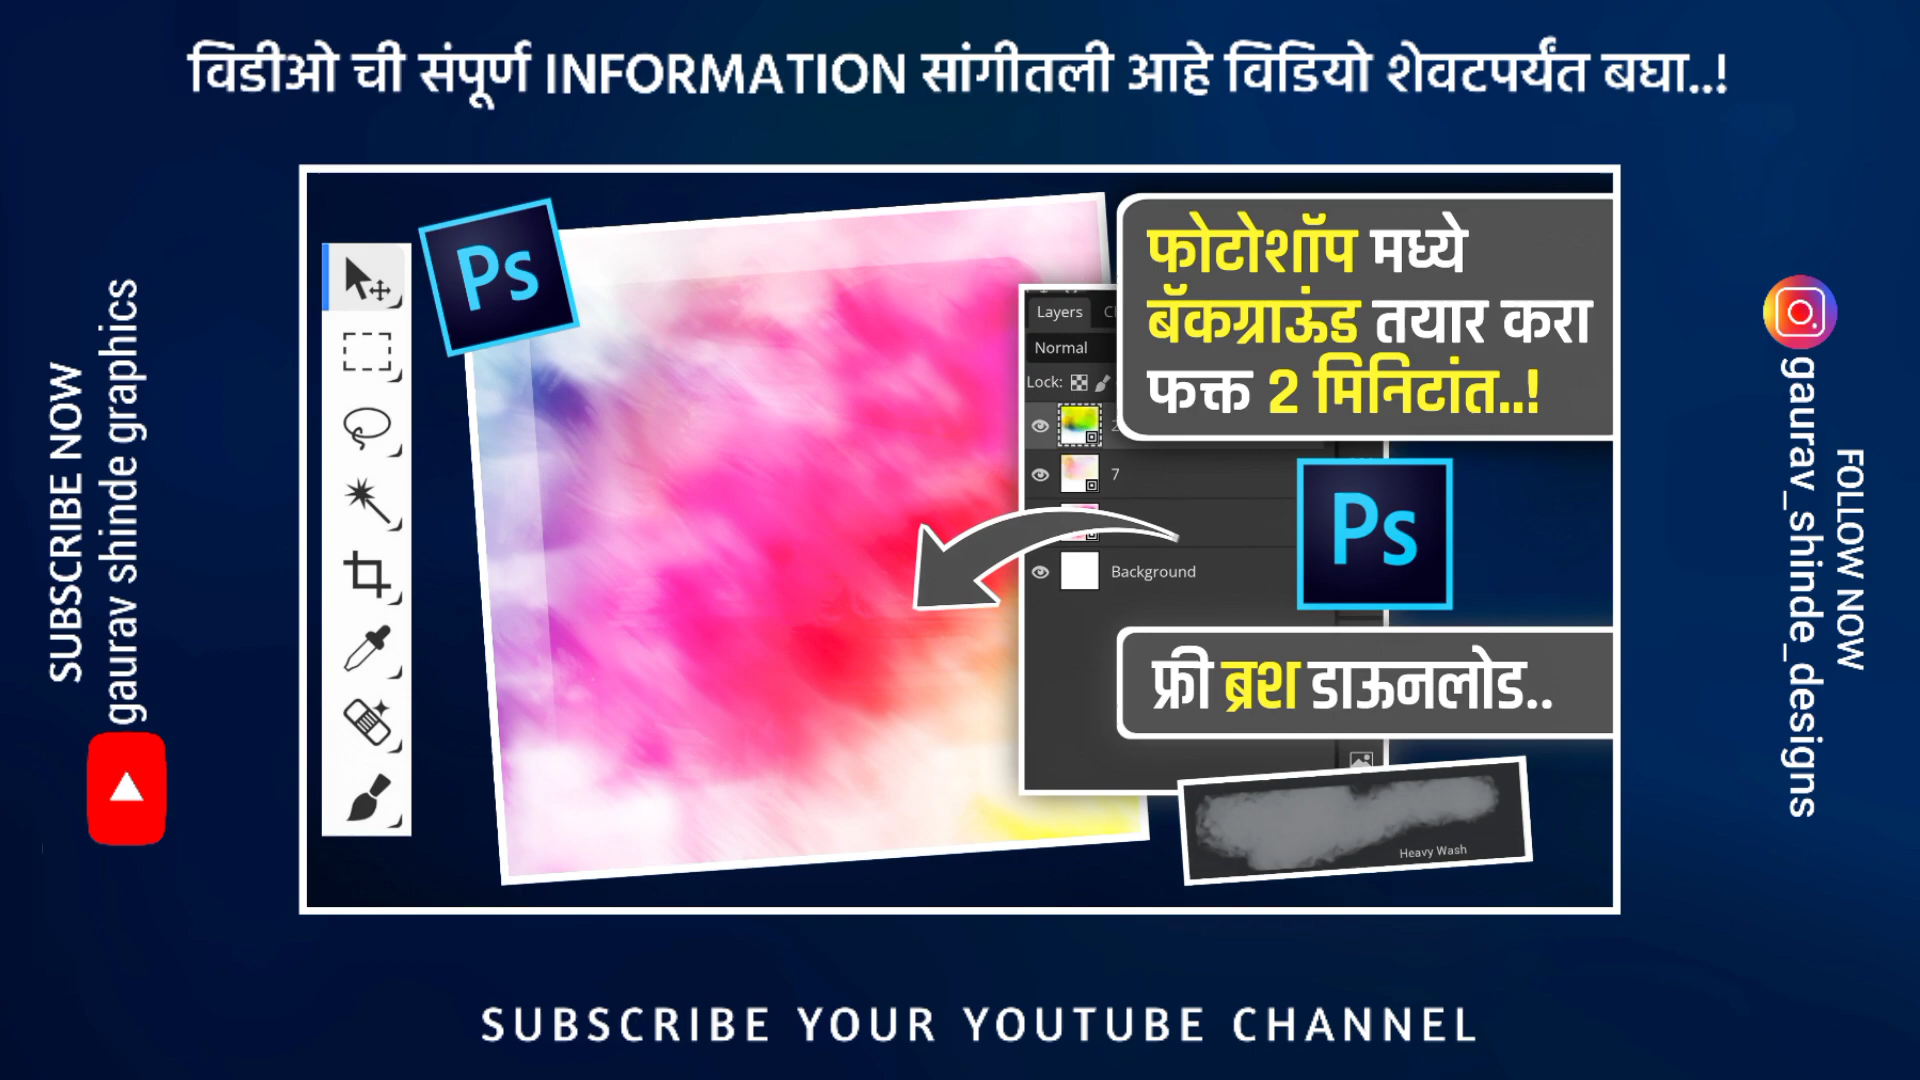 विडीओ ची संपूर्ण INFORMATION सांगीतली आहे विडियो शेवटपर्यंत बघा..!
SUBSCRIBE NOW
gaurav shinde graphics
Ps
फोटोशॉप मध्ये
बॅकग्राऊंड तयार करा
फक्त 2 मिनिटांत..!
Layers
Normal
Lock:
7
Background
Ps
फ्री ब्रश डाऊनलोड..
Heavy Wash
FOLLOW NOW
gaurav_shinde_designs
SUBSCRIBE YOUR YOUTUBE CHANNEL